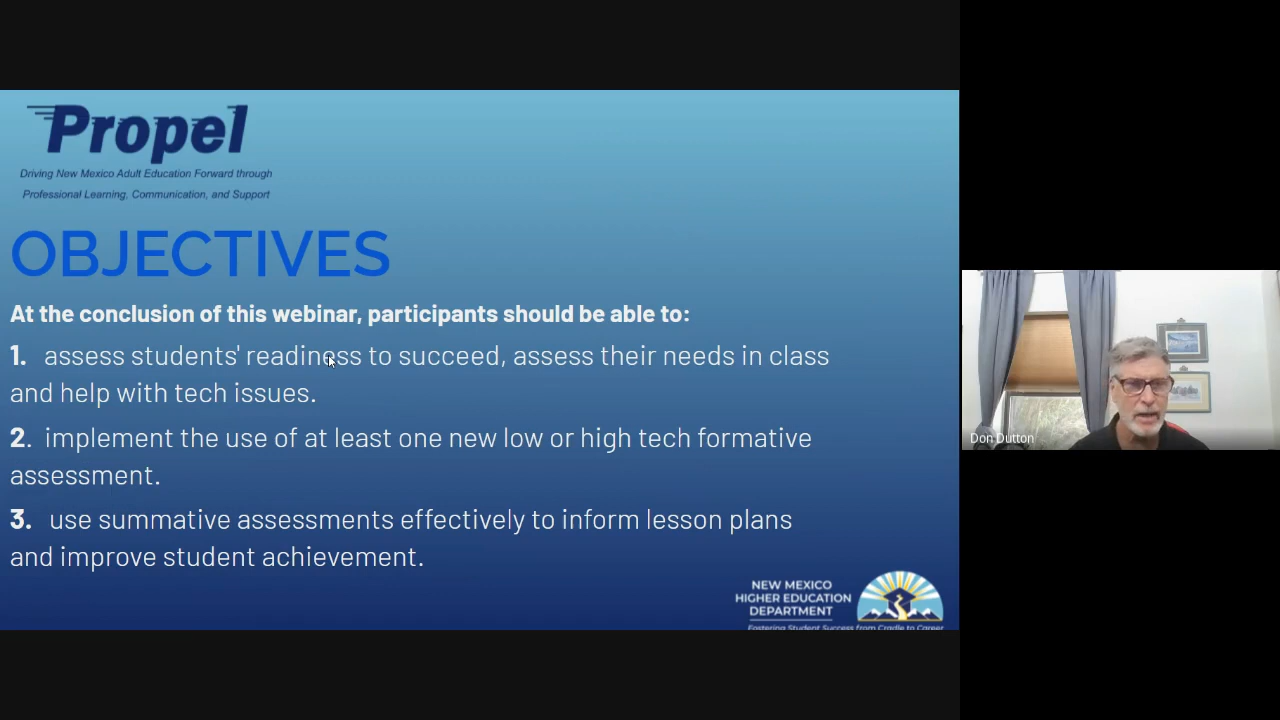 Propel
Driving New Mexico Adult Education Forward through
Professional Learning, Communication, and Support
OBJECTIVES
At the conclusion of this webinar, participants should be able to:
1. assess students' readiness to succeed, assess their needs in class
and help with tech issues.
2. implement the use of at least one new low or high tech formative
assessment.
3. use summative assessments effectively to inform lesson plans
and improve student achievement.
NEW MEXICO
HIGHER EDUCATION
DEPARTMENT
Fostering Student Success from Cradle to Career
Don Dutton